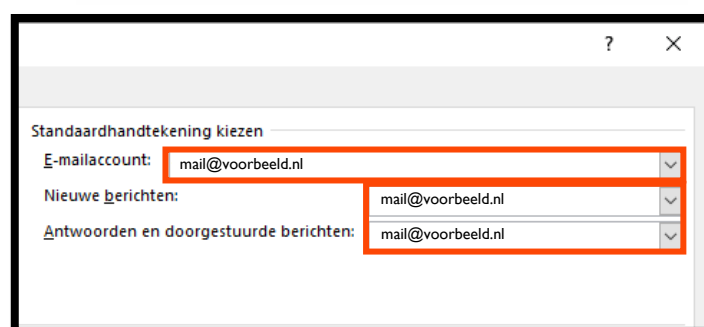 ?
Standaardhandtekening kiezen
E-mailaccount: mail@voorbeeld.nl
Nieuwe berichten: mail@voorbeeld.nl
Antwoorden en doorgestuurde berichten: mail@voorbeeld.nl